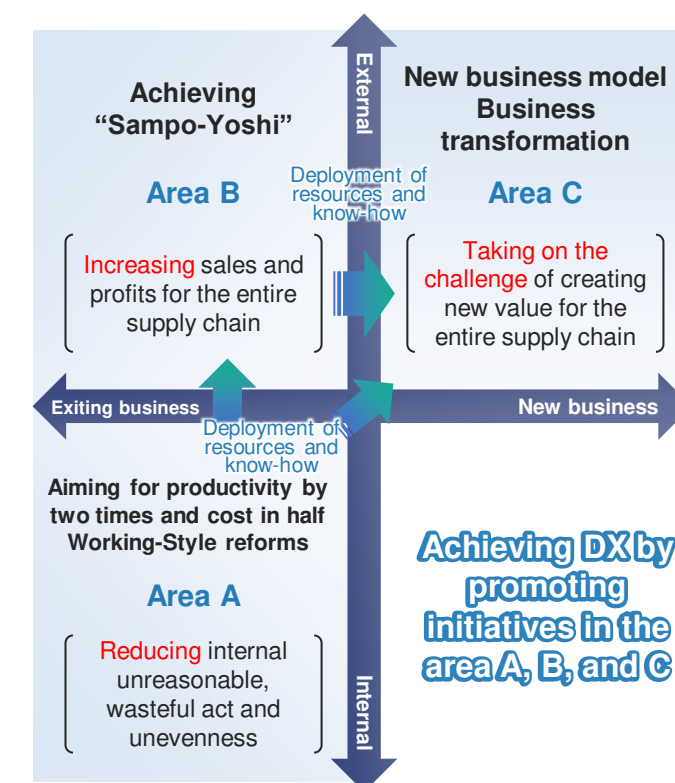 External
Achieving
“Sampo-Yoshi”
Area B
Increasing sales and
profits for the entire
supply chain
New business model
Business
transformation
Area C
Taking on the
challenge of creating
new value for the
entire supply chain
Deployment of
resources and
know-how
Exiting business
New business
Deployment of
resources and
know-how
Aiming for productivity by
two times and cost in half
Working-Style reforms
Area A
Reducing internal
unreasonable,
wasteful act and
unevenness
Achieving DX by
promoting
initiatives in the
area A, B, and C
Internal